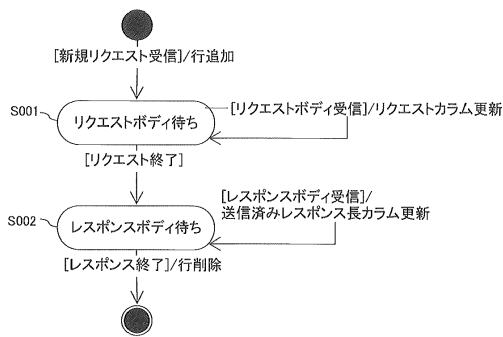 [新規リクエスト受信]/行追加
S001
リクエストボディ待ち
[リクエストボディ受信]/リクエストカラム更新
[リクエスト終了]
[レスポンスボディ受信]/
送信済みレスポンス長カラム更新
S002
レスポンスボディ待ち
[レスポンス終了]/行削除